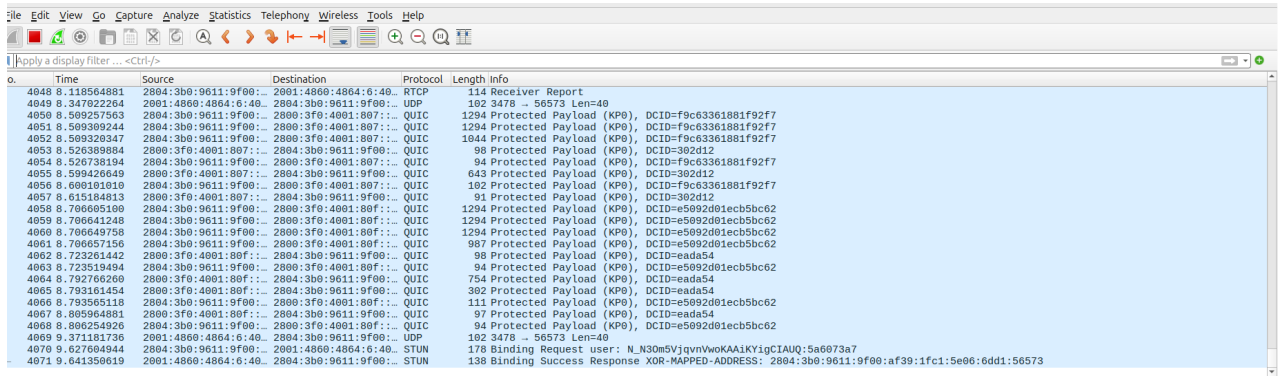 File Edit View Go Capture Analyze Statistics Telephony Wireless Tools Help
Apply a display filter ... <Ctrl-/>
o. Time Source Destination Protocol Length Info
4048 8.118564881 2804:3b0:9611:9f00:… 2001:4860:4864:6:40… RTCP 114 Receiver Report
4049 8.347022264 2001:4860:4864:6:40… 2804:3b0:9611:9f00:… UDP 102 3478 → 56573 Len=40
4050 8.509257563 2804:3b0:9611:9f00:… 2800:3f0:4001:807::… QUIC 1294 Protected Payload (KP0), DCID=f9c63361881f92f7
4051 8.509309244 2804:3b0:9611:9f00:… 2800:3f0:4001:807::… QUIC 1294 Protected Payload (KP0), DCID=f9c63361881f92f7
4052 8.509320347 2804:3b0:9611:9f00:… 2800:3f0:4001:807::… QUIC 1044 Protected Payload (KP0), DCID=f9c63361881f92f7
4053 8.526389884 2800:3f0:4001:807::… 2804:3b0:9611:9f00:… QUIC 98 Protected Payload (KP0), DCID=302d12
4054 8.526738194 2804:3b0:9611:9f00:… 2800:3f0:4001:807::… QUIC 94 Protected Payload (KP0), DCID=f9c63361881f92f7
4055 8.599426649 2800:3f0:4001:807::… 2804:3b0:9611:9f00:… QUIC 643 Protected Payload (KP0), DCID=302d12
4056 8.600101010 2804:3b0:9611:9f00:… 2800:3f0:4001:807::… QUIC 102 Protected Payload (KP0), DCID=f9c63361881f92f7
4057 8.615184813 2800:3f0:4001:807::… 2804:3b0:9611:9f00:… QUIC 91 Protected Payload (KP0), DCID=302d12
4058 8.706605100 2804:3b0:9611:9f00:… 2800:3f0:4001:80f::… QUIC 1294 Protected Payload (KP0), DCID=e5092d01ecb5bc62
4059 8.706641248 2804:3b0:9611:9f00:… 2800:3f0:4001:80f::… QUIC 1294 Protected Payload (KP0), DCID=e5092d01ecb5bc62
4060 8.706649758 2804:3b0:9611:9f00:… 2800:3f0:4001:80f::… QUIC 1294 Protected Payload (KP0), DCID=e5092d01ecb5bc62
4061 8.706657156 2804:3b0:9611:9f00:… 2800:3f0:4001:80f::… QUIC 987 Protected Payload (KP0), DCID=e5092d01ecb5bc62
4062 8.723261442 2800:3f0:4001:80f::… 2804:3b0:9611:9f00:… QUIC 98 Protected Payload (KP0), DCID=eada54
4063 8.723519494 2804:3b0:9611:9f00:… 2800:3f0:4001:80f::… QUIC 94 Protected Payload (KP0), DCID=e5092d01ecb5bc62
4064 8.792766260 2800:3f0:4001:80f::… 2804:3b0:9611:9f00:… QUIC 754 Protected Payload (KP0), DCID=eada54
4065 8.793161454 2800:3f0:4001:80f::… 2804:3b0:9611:9f00:… QUIC 302 Protected Payload (KP0), DCID=eada54
4066 8.793565118 2804:3b0:9611:9f00:… 2800:3f0:4001:80f::… QUIC 111 Protected Payload (KP0), DCID=e5092d01ecb5bc62
4067 8.805964881 2800:3f0:4001:80f::… 2804:3b0:9611:9f00:… QUIC 97 Protected Payload (KP0), DCID=eada54
4068 8.806254926 2804:3b0:9611:9f00:… 2800:3f0:4001:80f::… QUIC 94 Protected Payload (KP0), DCID=e5092d01ecb5bc62
4069 9.371181736 2001:4860:4864:6:40… 2804:3b0:9611:9f00:… UDP 102 3478 → 56573 Len=40
4070 9.627604944 2804:3b0:9611:9f00:… 2001:4860:4864:6:40… STUN 178 Binding Request user: N_N3Om5VjqvnVwoKAAiKYigCIAUQ:5a6073a7
4071 9.641350619 2001:4860:4864:6:40… 2804:3b0:9611:9f00:… STUN 138 Binding Success Response XOR-MAPPED-ADDRESS: 2804:3b0:9611:9f00:af39:1fc1:5e06:6dd1:56573